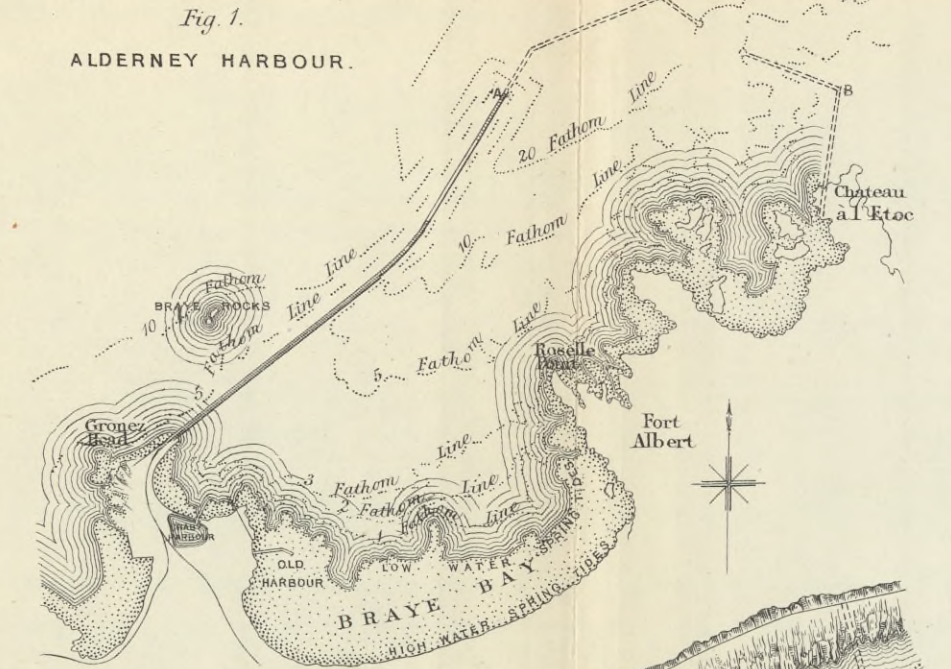 Fig. 1.
ALDERNEY HARBOUR.
A
B
20 Fathom Line
Chateau
à l'Etoc
10 Fathom Line
Line
Fathom
BRAYE ROCKS
10
Line
Fathom
5
5 Fathom Line
Roselle
Point
Gronez
Head
Fort
Albert
3 Fathom Line
2 Fathom Line
1 Fathom Line
HARBOUR
OLD
HARBOUR
LOW WATER SPRING TIDES
BRAYE BAY
HIGH WATER SPRING TIDES